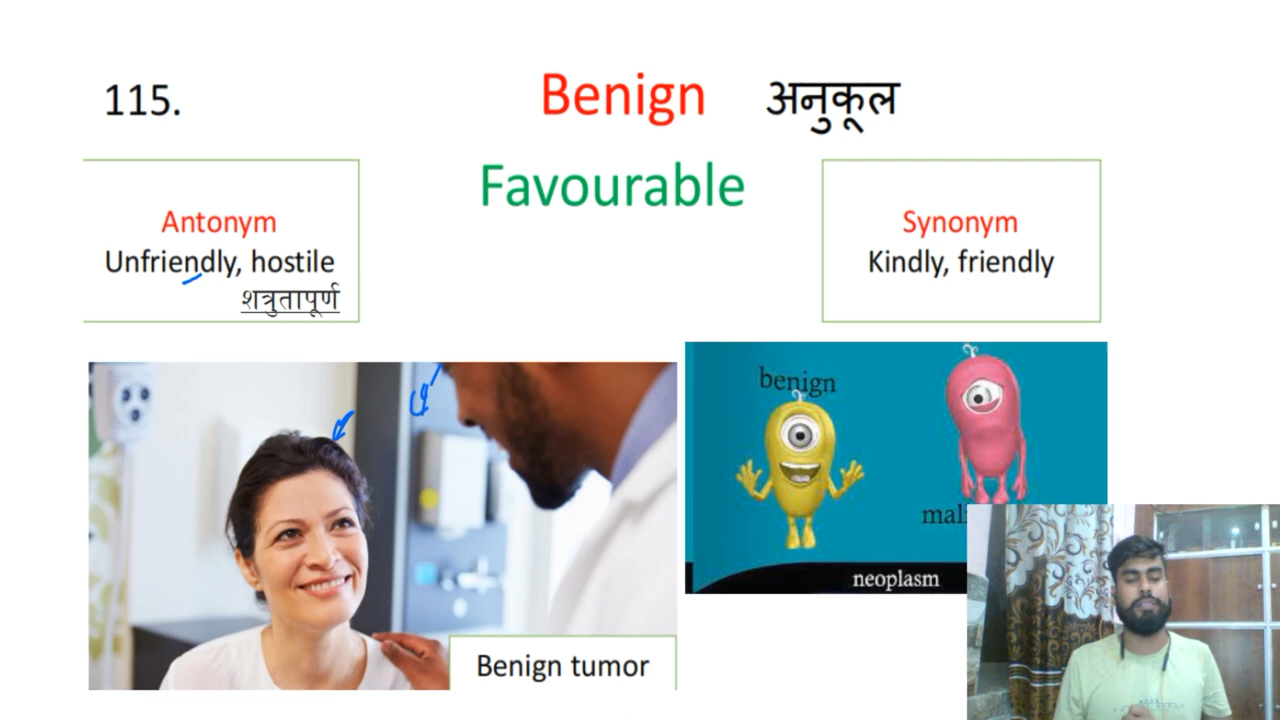 115.
Benign अनुकूल
Favourable
Antonym
Unfriendly, hostile
शत्रुतापूर्ण
Synonym
Kindly, friendly
benign
neoplasm
Benign tumor